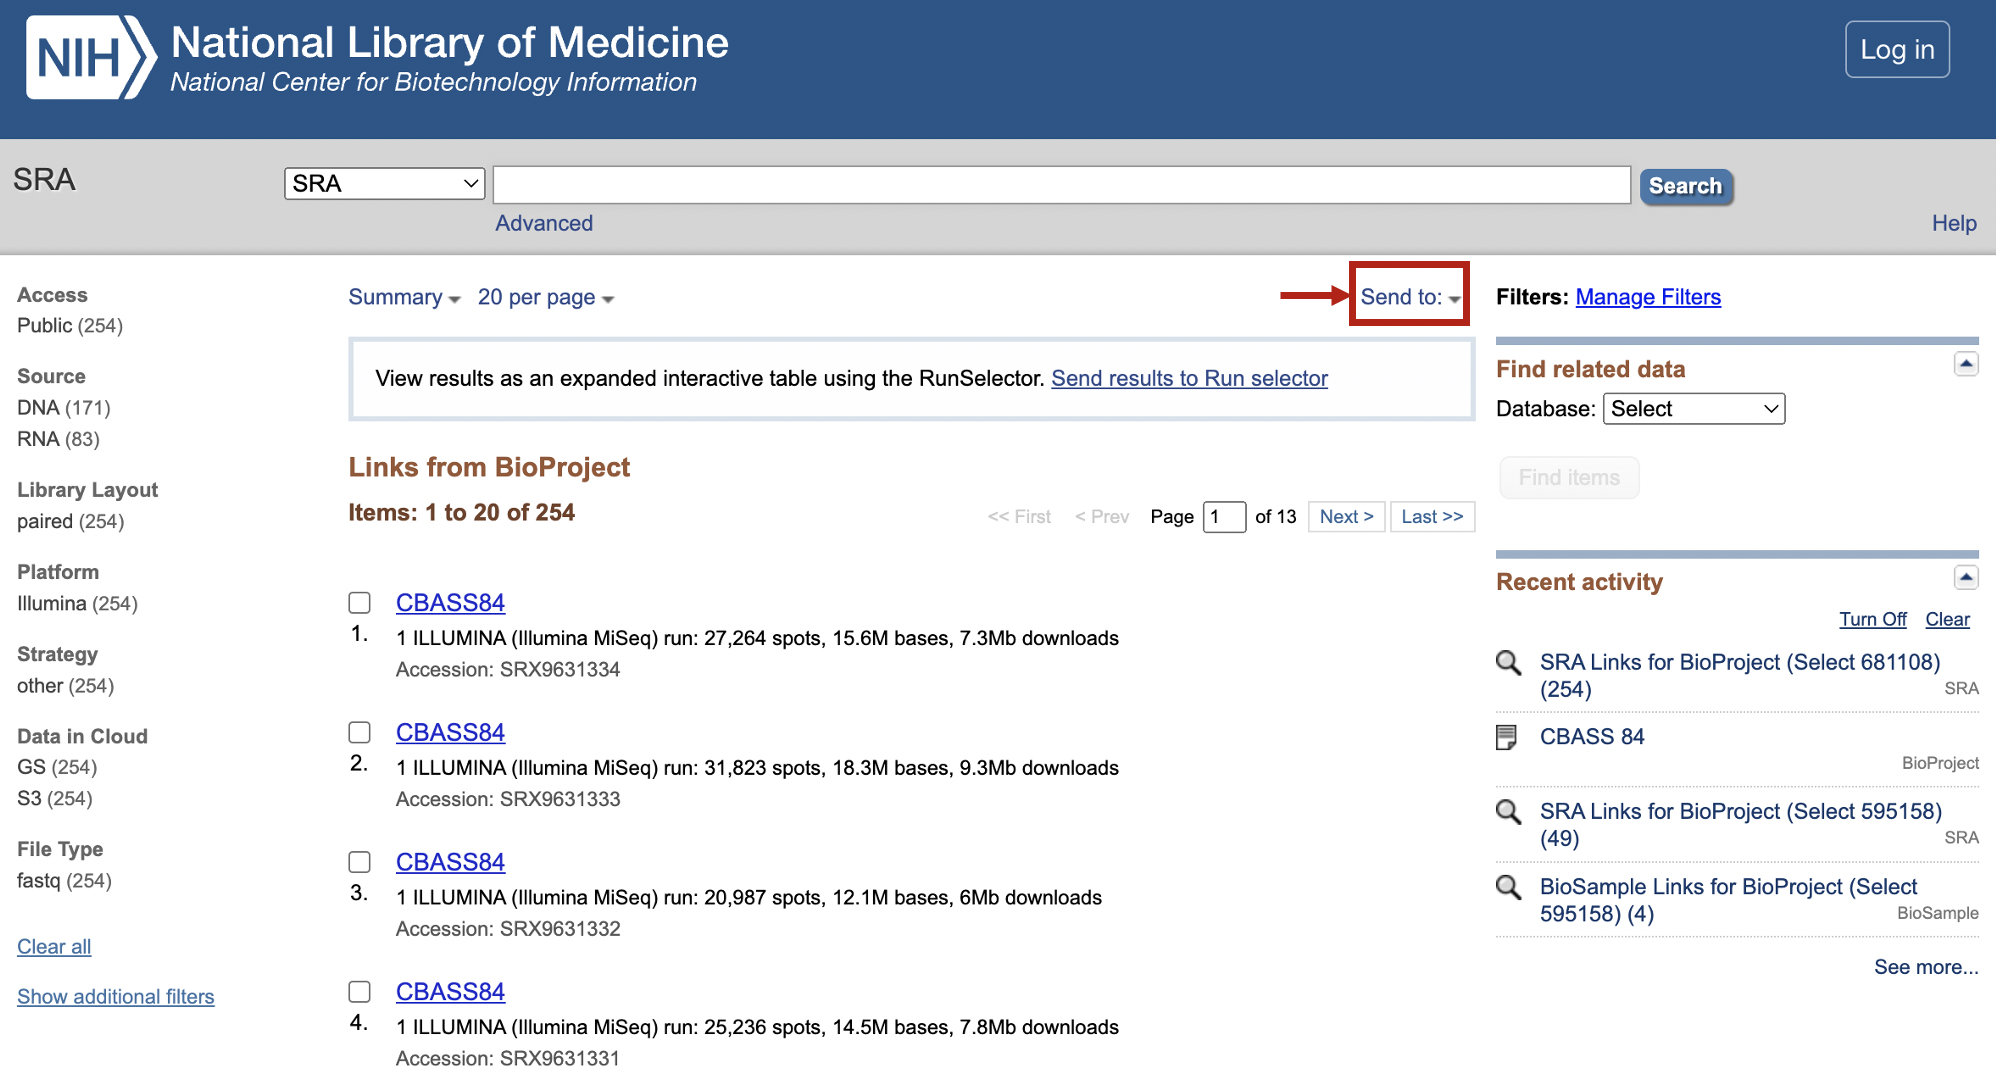 NIH National Library of Medicine
National Center for Biotechnology Information
Log in
SRA
SRA
Search
Advanced
Help
Access
Public (254)
Source
DNA (171)
RNA (83)
Library Layout
paired (254)
Platform
Illumina (254)
Strategy
other (254)
Data in Cloud
GS (254)
S3 (254)
File Type
fastq (254)
Clear all
Show additional filters
Summary 20 per page
Send to:
View results as an expanded interactive table using the RunSelector. Send results to Run selector
Links from BioProject
Items: 1 to 20 of 254
<< First < Prev Page 1 of 13 Next > Last >>
CBASS84
1. 1 ILLUMINA (Illumina MiSeq) run: 27,264 spots, 15.6M bases, 7.3Mb downloads
Accession: SRX9631334
CBASS84
2. 1 ILLUMINA (Illumina MiSeq) run: 31,823 spots, 18.3M bases, 9.3Mb downloads
Accession: SRX9631333
CBASS84
3. 1 ILLUMINA (Illumina MiSeq) run: 20,987 spots, 12.1M bases, 6Mb downloads
Accession: SRX9631332
CBASS84
4. 1 ILLUMINA (Illumina MiSeq) run: 25,236 spots, 14.5M bases, 7.8Mb downloads
Accession: SRX9631331
Filters: Manage Filters
Find related data
Database: Select
Find items
Recent activity
Turn Off Clear
SRA Links for BioProject (Select 681108)
(254) SRA
CBASS 84
BioProject
SRA Links for BioProject (Select 595158)
(49) SRA
BioSample Links for BioProject (Select
595158) (4) BioSample
See more...